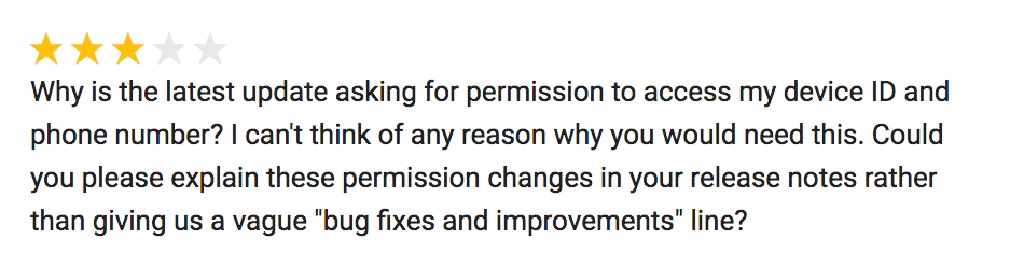 Why is the latest update asking for permission to access my device ID and
phone number? I can't think of any reason why you would need this. Could
you please explain these permission changes in your release notes rather
than giving us a vague "bug fixes and improvements" line?